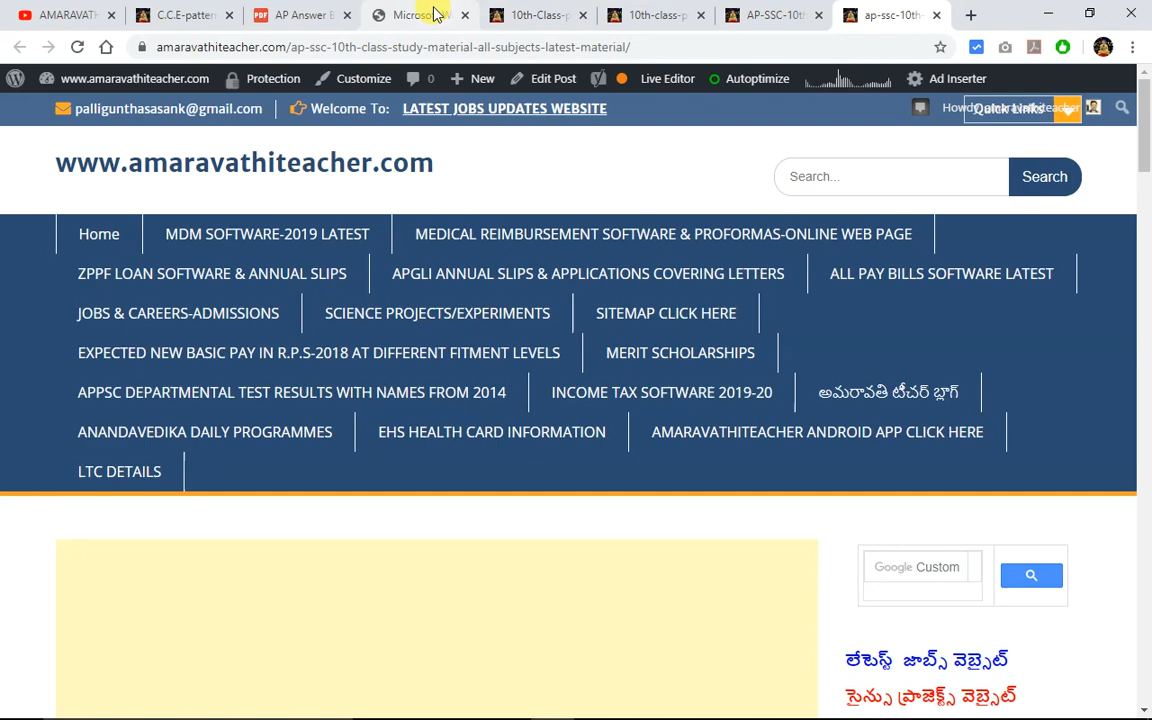 AMARAVATH
C.C.E-pattern
AP Answer B
Microso
10th-Class-p
10th-class-p
AP-SSC-10th
ap-ssc-10th-
amaravathiteacher.com/ap-ssc-10th-class-study-material-all-subjects-latest-material/
www.amaravathiteacher.com Protection Customize 0 New Edit Post Live Editor Autoptimize Ad Inserter
palligunthasasank@gmail.com Welcome To: LATEST JOBS UPDATES WEBSITE Howdy, amaravathiteacher Quick Links
www.amaravathiteacher.com
Search... Search
Home MDM SOFTWARE-2019 LATEST MEDICAL REIMBURSEMENT SOFTWARE & PROFORMAS-ONLINE WEB PAGE
ZPPF LOAN SOFTWARE & ANNUAL SLIPS APGLI ANNUAL SLIPS & APPLICATIONS COVERING LETTERS ALL PAY BILLS SOFTWARE LATEST
JOBS & CAREERS-ADMISSIONS SCIENCE PROJECTS/EXPERIMENTS SITEMAP CLICK HERE
EXPECTED NEW BASIC PAY IN R.P.S-2018 AT DIFFERENT FITMENT LEVELS MERIT SCHOLARSHIPS
APPSC DEPARTMENTAL TEST RESULTS WITH NAMES FROM 2014 INCOME TAX SOFTWARE 2019-20 అమరావతి టీచర్ బ్లాగ్
ANANDAVEDIKA DAILY PROGRAMMES EHS HEALTH CARD INFORMATION AMARAVATHITEACHER ANDROID APP CLICK HERE
LTC DETAILS
Google Custom
లేటెస్ట్ జాబ్స్ వెబ్సైట్
సైన్సు ప్రాజెక్ట్స్ వెబ్సైట్